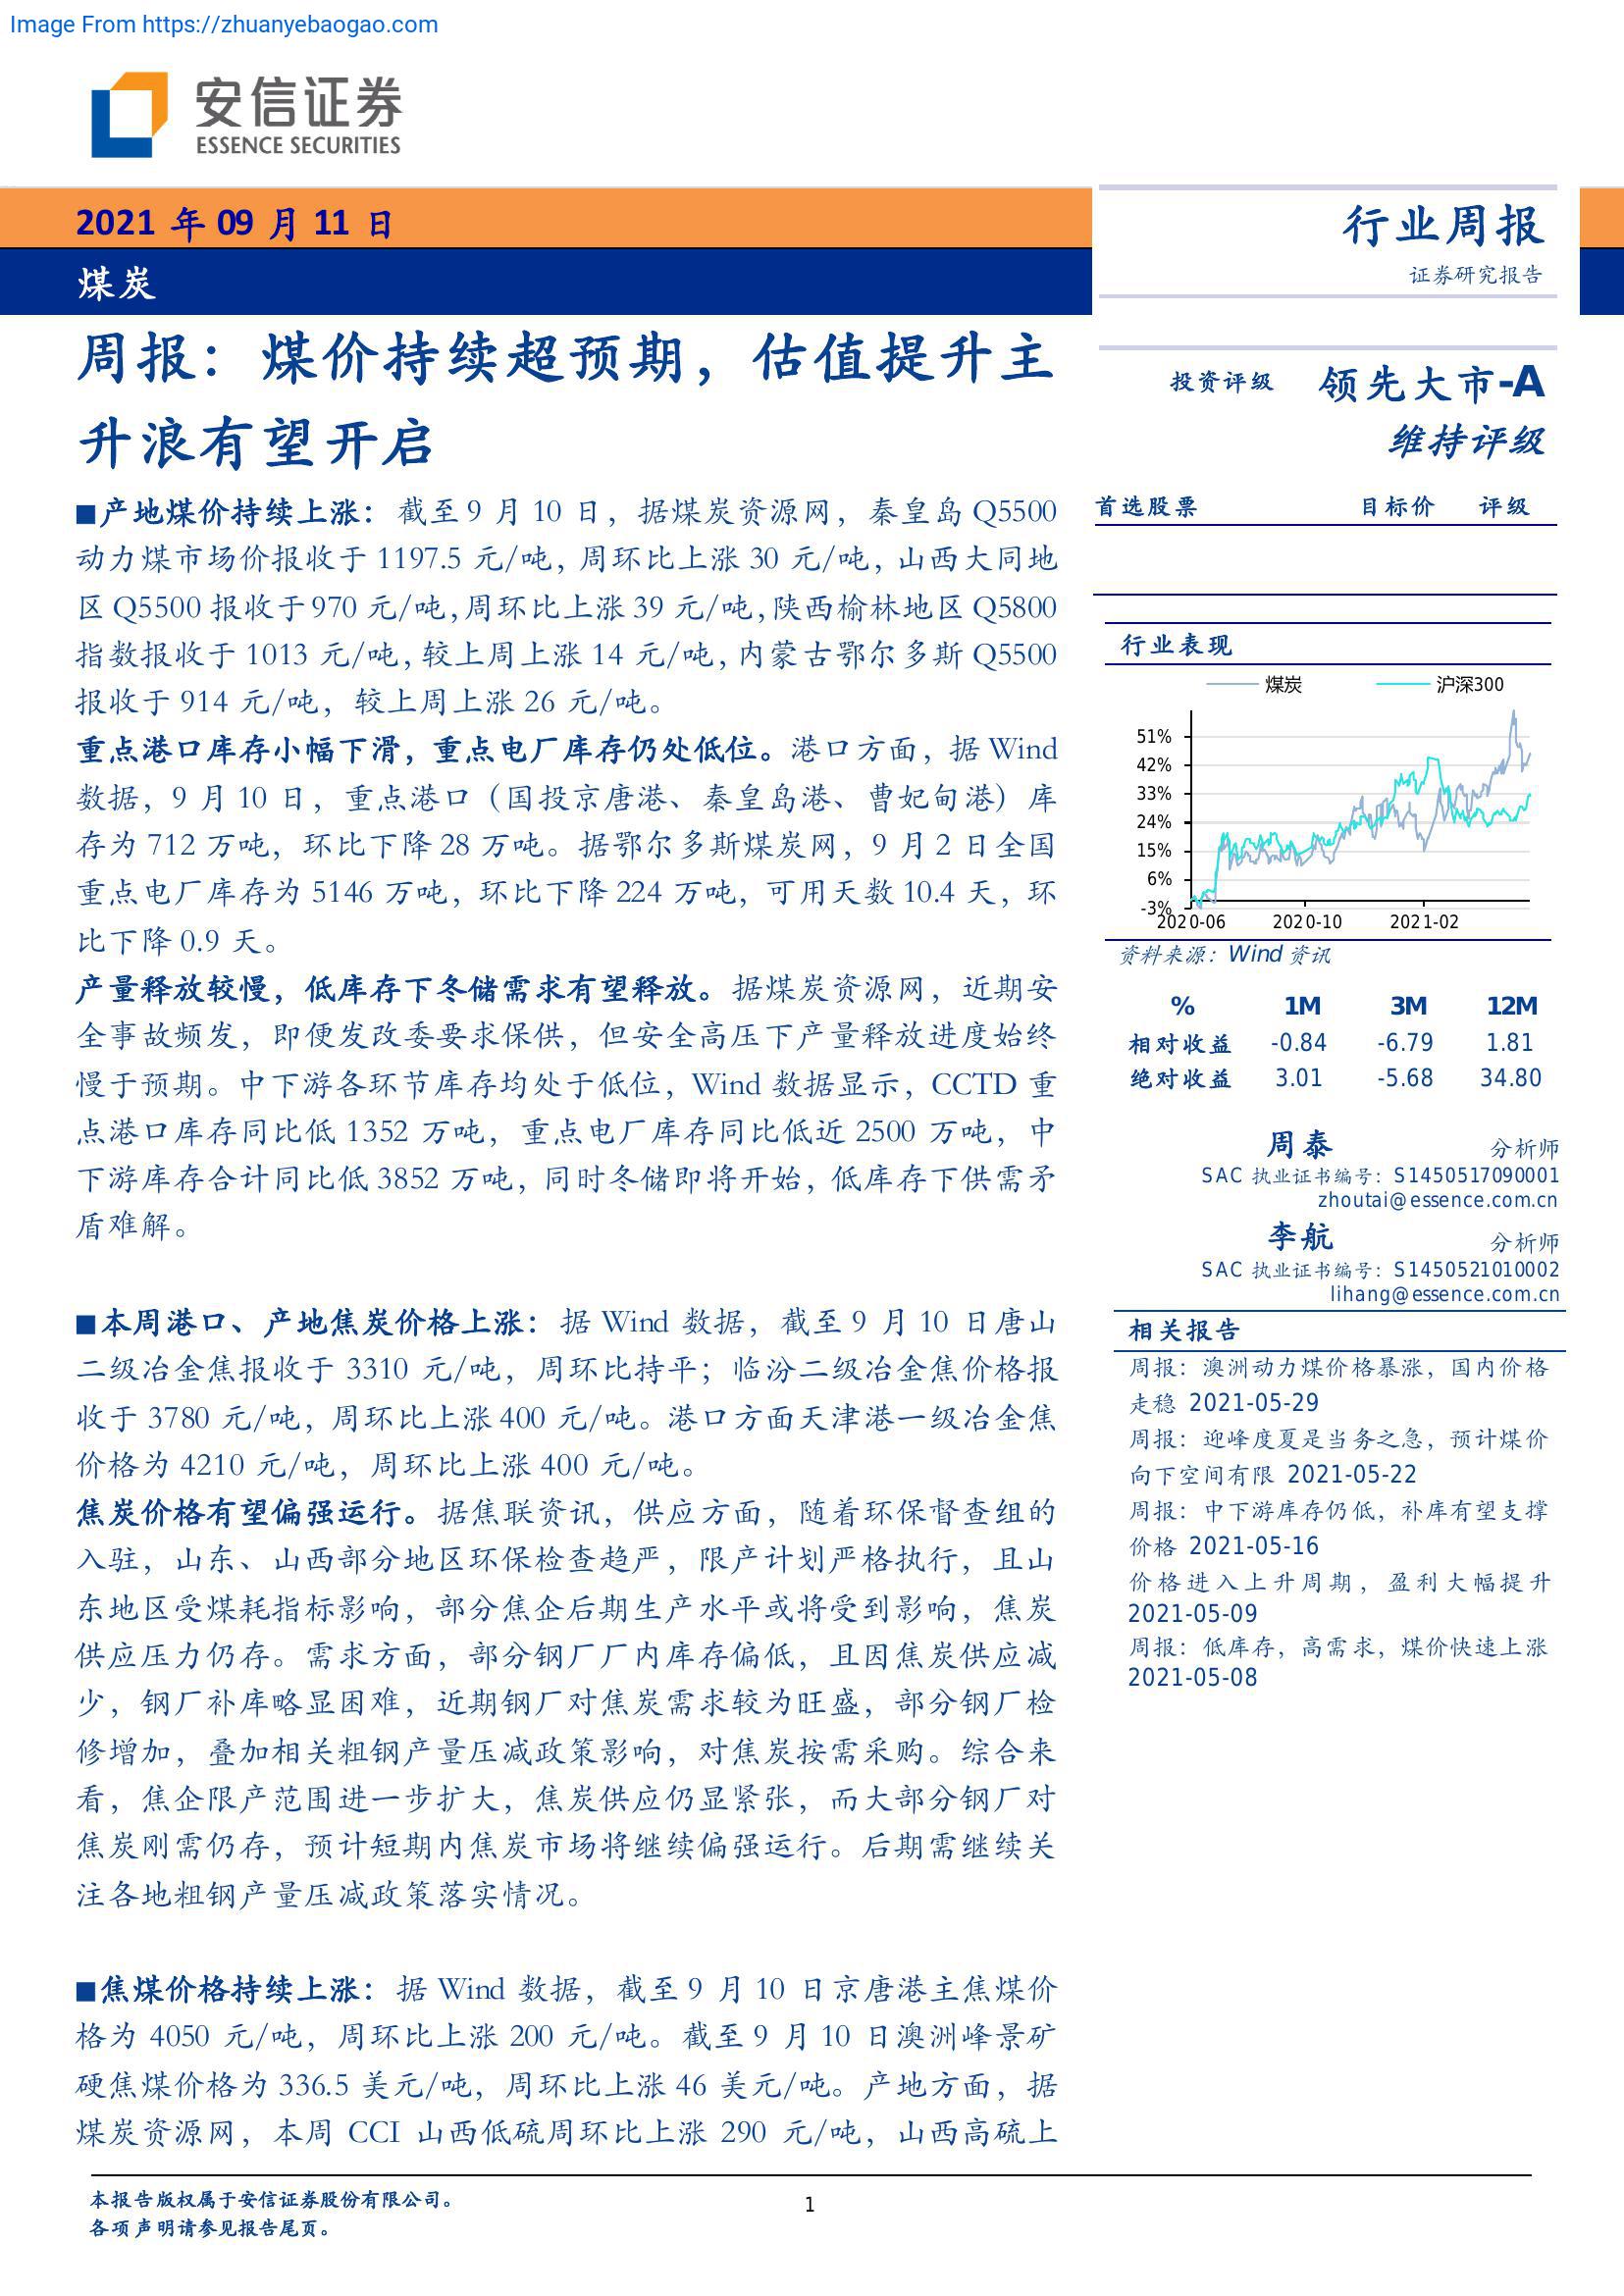 Image From https://zhuanyebaogao.com
安信证券
ESSENCE SECURITIES
2021 年 09 月 11 日
煤炭
行业周报
证券研究报告
周报：煤价持续超预期，估值提升主
升浪有望开启
■产地煤价持续上涨：截至 9 月 10 日，据煤炭资源网，秦皇岛 Q5500
动力煤市场价报收于 1197.5 元/吨，周环比上涨 30 元/吨，山西大同地
区 Q5500 报收于 970 元/吨，周环比上涨 39 元/吨，陕西榆林地区 Q5800
指数报收于 1013 元/吨，较上周上涨 14 元/吨，内蒙古鄂尔多斯 Q5500
报收于 914 元/吨，较上周上涨 26 元/吨。
重点港口库存小幅下滑，重点电厂库存仍处低位。港口方面，据 Wind
数据，9 月 10 日，重点港口（国投京唐港、秦皇岛港、曹妃甸港）库
存为 712 万吨，环比下降 28 万吨。据鄂尔多斯煤炭网，9 月 2 日全国
重点电厂库存为 5146 万吨，环比下降 224 万吨，可用天数 10.4 天，环
比下降 0.9 天。
产量释放较慢，低库存下冬储需求有望释放。据煤炭资源网，近期安
全事故频发，即便发改委要求保供，但安全高压下产量释放进度始终
慢于预期。中下游各环节库存均处于低位，Wind 数据显示，CCTD 重
点港口库存同比低 1352 万吨，重点电厂库存同比低近 2500 万吨，中
下游库存合计同比低 3852 万吨，同时冬储即将开始，低库存下供需矛
盾难解。
■本周港口、产地焦炭价格上涨：据 Wind 数据，截至 9 月 10 日唐山
二级冶金焦报收于 3310 元/吨，周环比持平；临汾二级冶金焦价格报
收于 3780 元/吨，周环比上涨 400 元/吨。港口方面天津港一级冶金焦
价格为 4210 元/吨，周环比上涨 400 元/吨。
焦炭价格有望偏强运行。据焦联资讯，供应方面，随着环保督查组的
入驻，山东、山西部分地区环保检查趋严，限产计划严格执行，且山
东地区受煤耗指标影响，部分焦企后期生产水平或将受到影响，焦炭
供应压力仍存。需求方面，部分钢厂厂内库存偏低，且因焦炭供应减
少，钢厂补库略显困难，近期钢厂对焦炭需求较为旺盛，部分钢厂检
修增加，叠加相关粗钢产量压减政策影响，对焦炭按需采购。综合来
看，焦企限产范围进一步扩大，焦炭供应仍显紧张，而大部分钢厂对
焦炭刚需仍存，预计短期内焦炭市场将继续偏强运行。后期需继续关
注各地粗钢产量压减政策落实情况。
■焦煤价格持续上涨：据 Wind 数据，截至 9 月 10 日京唐港主焦煤价
格为 4050 元/吨，周环比上涨 200 元/吨。截至 9 月 10 日澳洲峰景矿
硬焦煤价格为 336.5 美元/吨，周环比上涨 46 美元/吨。产地方面，据
煤炭资源网，本周 CCI 山西低硫周环比上涨 290 元/吨，山西高硫上
投资评级 领先大市-A
维持评级
首选股票 目标价 评级
行业表现
煤炭 沪深300
51%
42%
33%
24%
15%
6%
-3%
2020-06 2020-10 2021-02
资料来源：Wind 资讯
% 1M 3M 12M
相对收益 -0.84 -6.79 1.81
绝对收益 3.01 -5.68 34.80
周泰 分析师
SAC 执业证书编号：S1450517090001
zhoutai@essence.com.cn
李航 分析师
SAC 执业证书编号：S1450521010002
lihang@essence.com.cn
相关报告
周报：澳洲动力煤价格暴涨，国内价格
走稳 2021-05-29
周报：迎峰度夏是当务之急，预计煤价
向下空间有限 2021-05-22
周报：中下游库存仍低，补库有望支撑
价格 2021-05-16
价格进入上升周期，盈利大幅提升
2021-05-09
周报：低库存，高需求，煤价快速上涨
2021-05-08
本报告版权属于安信证券股份有限公司。
各项声明请参见报告尾页。
1